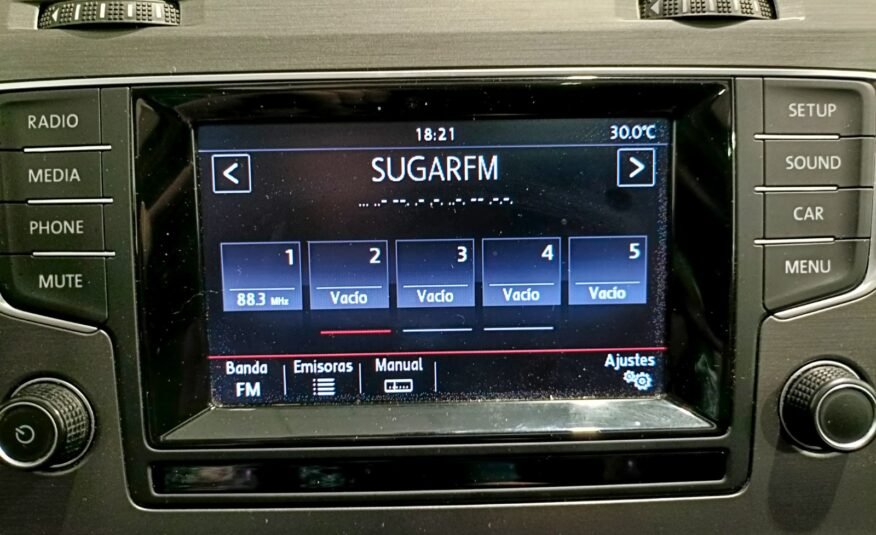 RADIO
MEDIA
PHONE
MUTE
18:21 30.0°C
< SUGARFM >
... ..- --. .- .-. ..-. -- .--.
1 2 3 4 5
88.3 MHz Vacío Vacío Vacío Vacío
Banda Emisoras Manual Ajustes
FM
SETUP
SOUND
CAR
MENU